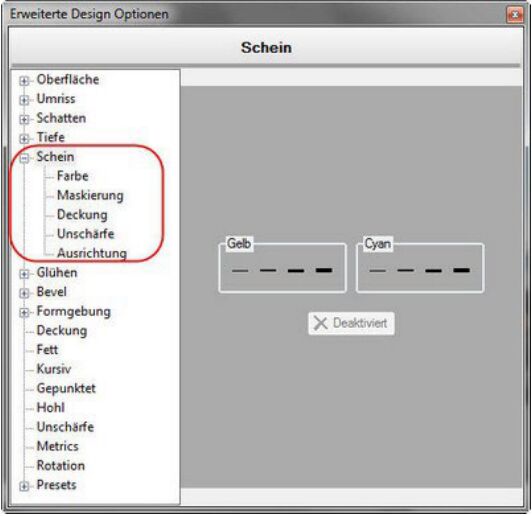 Erweiterte Design Optionen
Schein
Oberfläche
Umriss
Schatten
Tiefe
Schein
Farbe
Maskierung
Deckung
Unschärfe
Ausrichtung
Glühen
Bevel
Formgebung
Deckung
Fett
Kursiv
Gepunktet
Hohl
Unschärfe
Metrics
Rotation
Presets
Gelb
Cyan
Deaktiviert